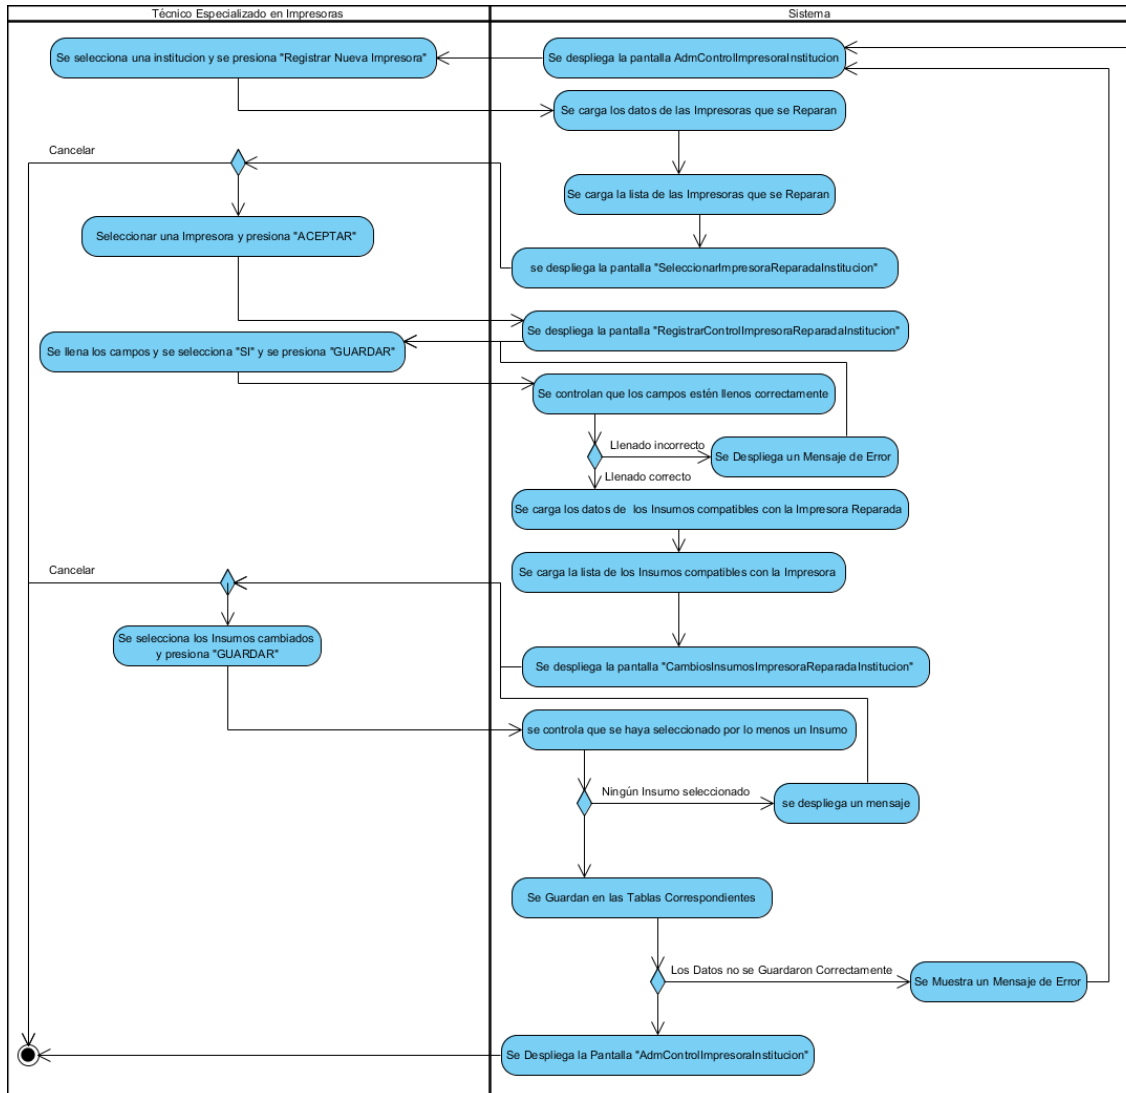 Técnico Especializado en Impresoras
Sistema
Se selecciona una institucion y se presiona "Registrar Nueva Impresora"
Se despliega la pantalla AdmControlImpresoraInstitucion
Se carga los datos de las Impresoras que se Reparan
Cancelar
Se carga la lista de las Impresoras que se Reparan
Seleccionar una Impresora y presiona "ACEPTAR"
se despliega la pantalla "SeleccionarImpresoraReparadaInstitucion"
Se despliega la pantalla "RegistrarControlImpresoraReparadaInstitucion"
Se llena los campos y se selecciona "SI" y se presiona "GUARDAR"
Se controlan que los campos estén llenos correctamente
Llenado incorrecto
Se Despliega un Mensaje de Error
Llenado correcto
Se carga los datos de los Insumos compatibles con la Impresora Reparada
Cancelar
Se carga la lista de los Insumos compatibles con la Impresora
Se selecciona los Insumos cambiados
y presiona "GUARDAR"
Se despliega la pantalla "CambiosInsumosImpresoraReparadaInstitucion"
se controla que se haya seleccionado por lo menos un Insumo
Ningún Insumo seleccionado
se despliega un mensaje
Se Guardan en las Tablas Correspondientes
Los Datos no se Guardaron Correctamente
Se Muestra un Mensaje de Error
Se Despliega la Pantalla "AdmControlImpresoraInstitucion"